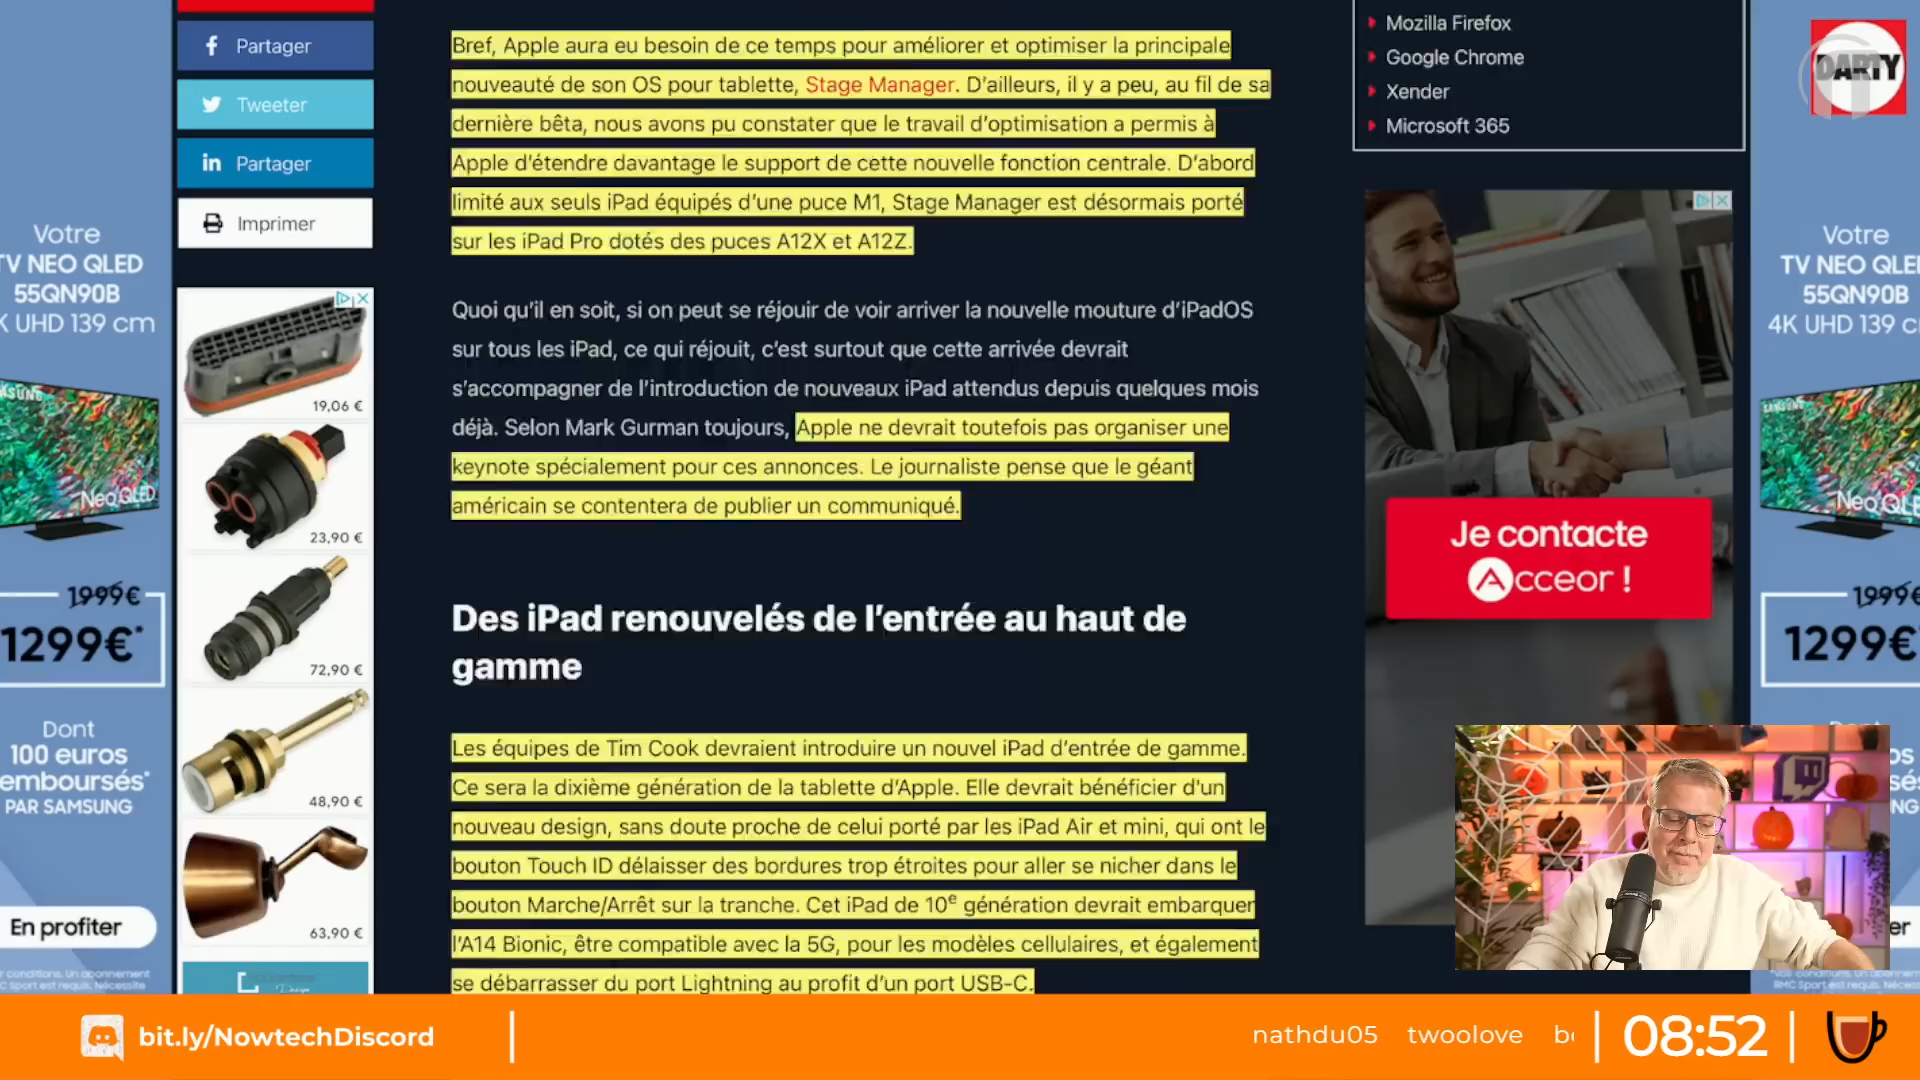 Partager
Tweeter
Partager
Imprimer
Votre
TV NEO QLED
55QN90B
K UHD 139 cm
SAMSUNG
Neo QLED
1999€
1299€*
Dont
100 euros
emboursés*
PAR SAMSUNG
En profiter
19,06 €
23,90 €
72,90 €
48,90 €
63,90 €
Bref, Apple aura eu besoin de ce temps pour améliorer et optimiser la principale
nouveauté de son OS pour tablette, Stage Manager. D'ailleurs, il y a peu, au fil de sa
dernière bêta, nous avons pu constater que le travail d'optimisation a permis à
Apple d'étendre davantage le support de cette nouvelle fonction centrale. D'abord
limité aux seuls iPad équipés d'une puce M1, Stage Manager est désormais porté
sur les iPad Pro dotés des puces A12X et A12Z.
Quoi qu'il en soit, si on peut se réjouir de voir arriver la nouvelle mouture d'iPadOS
sur tous les iPad, ce qui réjouit, c'est surtout que cette arrivée devrait
s'accompagner de l'introduction de nouveaux iPad attendus depuis quelques mois
déjà. Selon Mark Gurman toujours, Apple ne devrait toutefois pas organiser une
keynote spécialement pour ces annonces. Le journaliste pense que le géant
américain se contentera de publier un communiqué.
Des iPad renouvelés de l'entrée au haut de
gamme
Les équipes de Tim Cook devraient introduire un nouvel iPad d'entrée de gamme.
Ce sera la dixième génération de la tablette d'Apple. Elle devrait bénéficier d'un
nouveau design, sans doute proche de celui porté par les iPad Air et mini, qui ont le
bouton Touch ID délaisser des bordures trop étroites pour aller se nicher dans le
bouton Marche/Arrêt sur la tranche. Cet iPad de 10e génération devrait embarquer
l'A14 Bionic, être compatible avec la 5G, pour les modèles cellulaires, et également
se débarrasser du port Lightning au profit d'un port USB-C.
Mozilla Firefox
Google Chrome
Xender
Microsoft 365
Je contacte
Acceor !
DARTY
Votre
TV NEO QLE
55QN90B
4K UHD 139 c
SAMSUNG
Neo QL
1999€
1299€
bit.ly/NowtechDiscord
nathdu05 twoolove
08:52